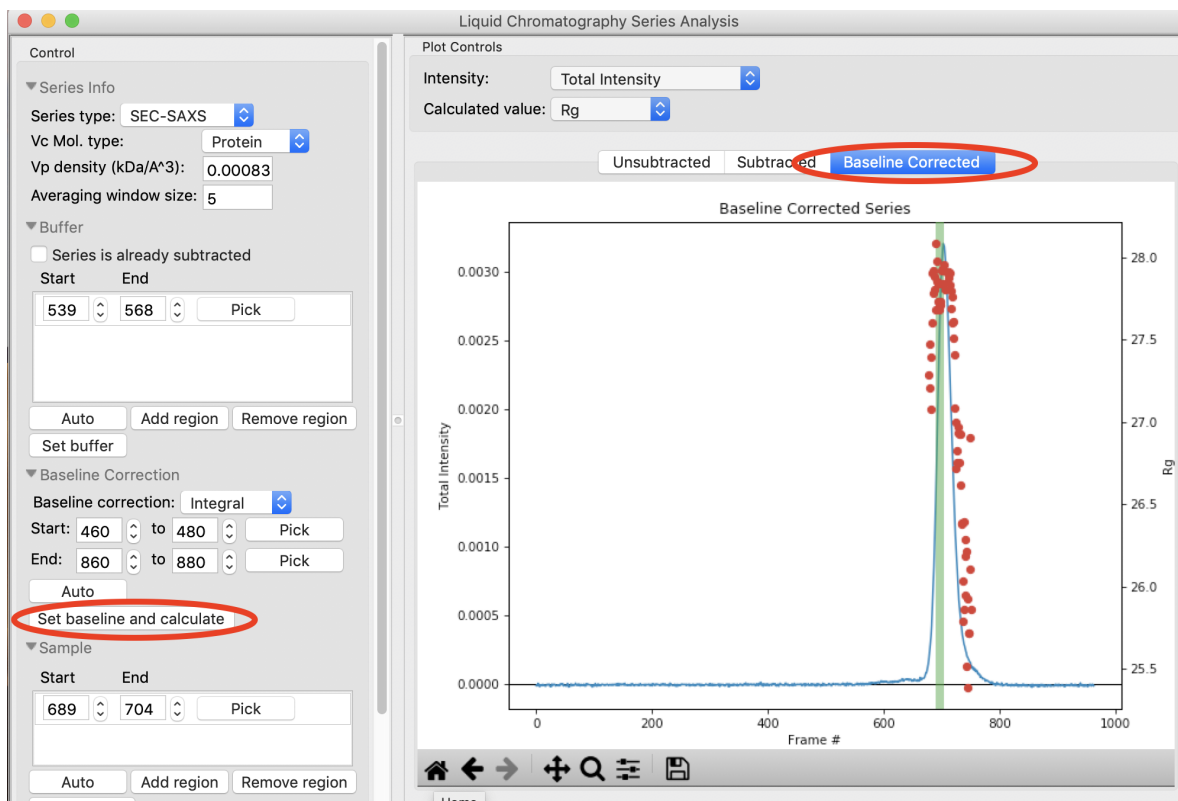 Liquid Chromatography Series Analysis
Control
Series Info
Series type: SEC-SAXS
Vc Mol. type: Protein
Vp density (kDa/A^3): 0.00083
Averaging window size: 5
Buffer
Series is already subtracted
Start End
539 568 Pick
Auto Add region Remove region
Set buffer
Baseline Correction
Baseline correction: Integral
Start: 460 to 480 Pick
End: 860 to 880 Pick
Auto
Set baseline and calculate
Sample
Start End
689 704 Pick
Auto Add region Remove region
Plot Controls
Intensity: Total Intensity
Calculated value: Rg
Unsubtracted Subtracted Baseline Corrected
Baseline Corrected Series
Total Intensity
0.0030
0.0025
0.0020
0.0015
0.0010
0.0005
0.0000
28.0
27.5
27.0
26.5
26.0
25.5
Rg
0 200 400 600 800 1000
Frame #
Home